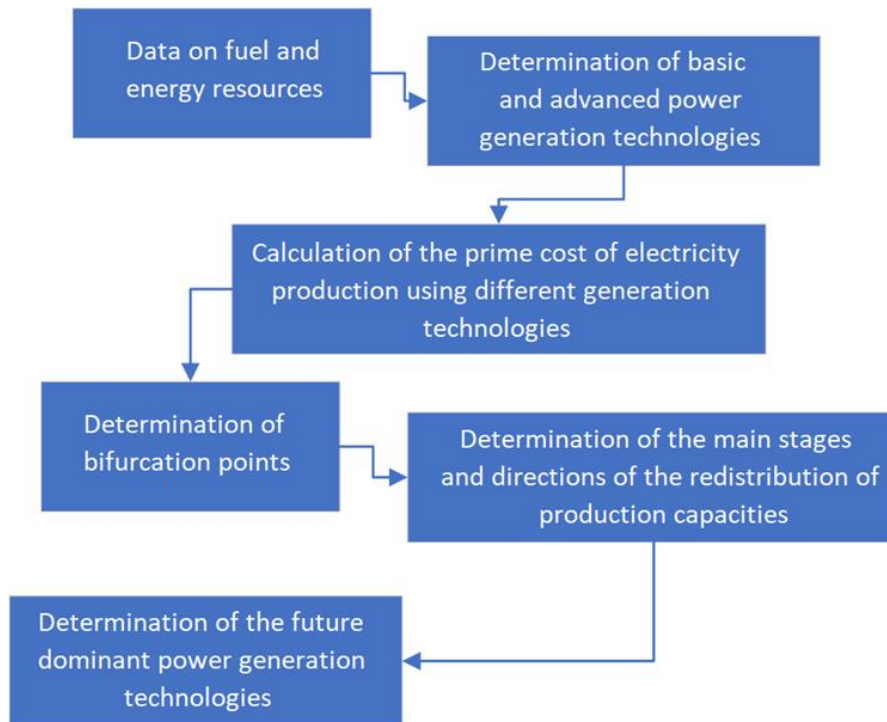 Data on fuel and
energy resources
Determination of basic
and advanced power
generation technologies
Calculation of the prime cost of electricity
production using different generation
technologies
Determination of
bifurcation points
Determination of the main stages
and directions of the redistribution of
production capacities
Determination of the future
dominant power generation
technologies